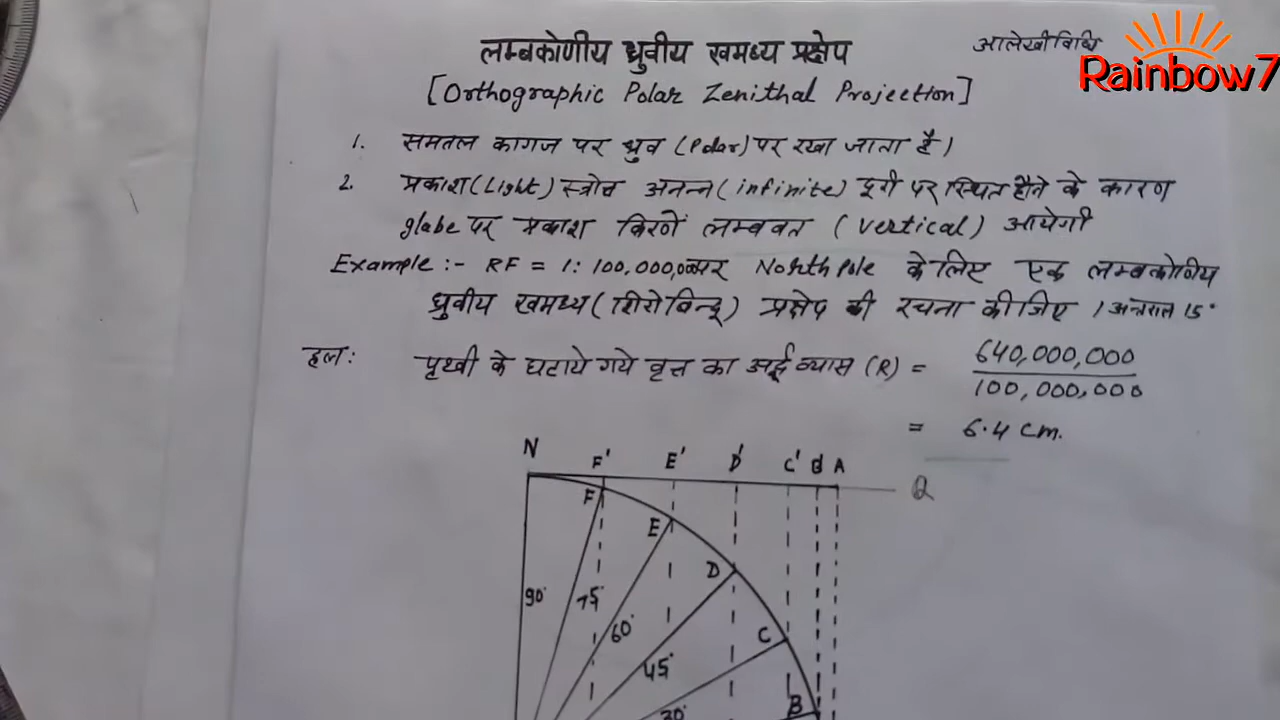 लम्बकोणीय ध्रुवीय खमध्य प्रक्षेप
आलेखी विधि
Rainbow7
[Orthographic Polar Zenithal Projection]
1. समतल कागज पर ध्रुव (Polar) पर रखा जाता है।
2. प्रकाश (Light) स्त्रोत अनन्त (infinite) दूरी पर स्थित होने के कारण
globe पर प्रकाश किरणें लम्बवत (vertical) आयेगी
Example :- RF = 1: 100,000,000 पर North Pole के लिए एक लम्बकोणीय
ध्रुवीय खमध्य (शिरोविन्दू) प्रक्षेप की रचना कीजिए । अन्तराल 15°
हल: पृथ्वी के घटाये गये वृत्त का अर्द्ध व्यास (R) = 640,000,000
100,000,000
= 6.4 cm.
N F' E' D' C' B A Q
F
E
D
C
B
90° 75° 60° 45° 30°